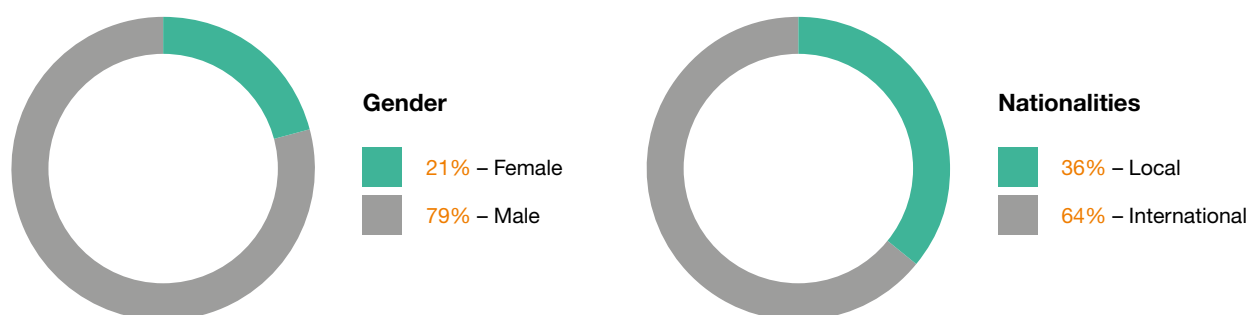 Gender
21% – Female
79% – Male
Nationalities
36% – Local
64% – International